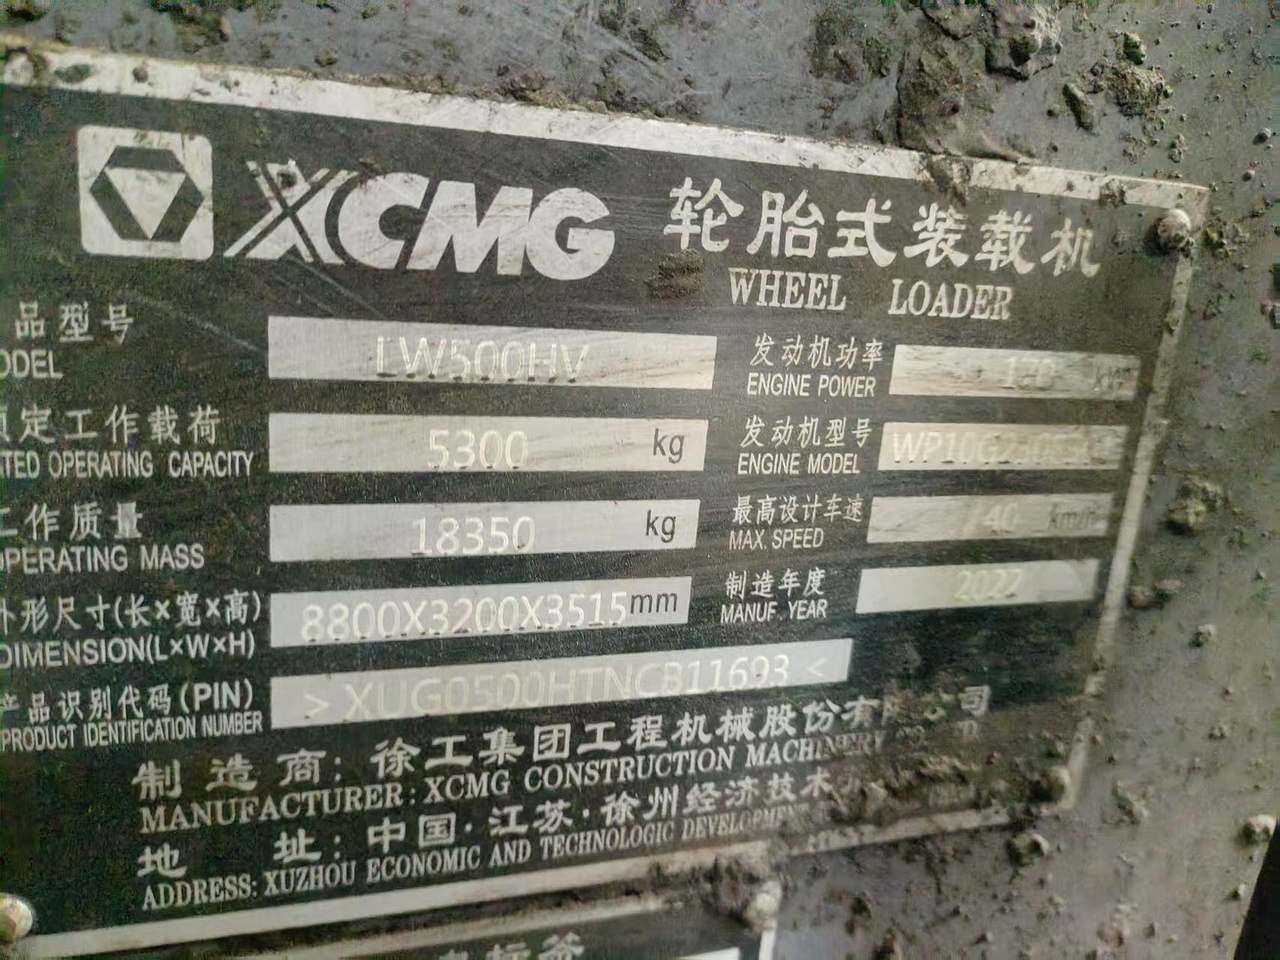 XCMG 轮胎式装载机
WHEEL LOADER
品型号 LW500HV
ODEL
定工作载荷 5300 kg
TED OPERATING CAPACITY
工作质量 18350 kg
OPERATING MASS
外形尺寸(长×宽×高) 8800X3200X3515 mm
DIMENSION(L×W×H)
产品识别代码(PIN) >XUG0500HTNCB11693<
PRODUCT IDENTIFICATION NUMBER
发动机功率
ENGINE POWER
发动机型号
ENGINE MODEL
最高设计车速 40 km/h
MAX. SPEED
制造年度 2022
MANUF. YEAR
制造商:徐工集团工程机械股份有限公司
MANUFACTURER: XCMG CONSTRUCTION MACHINERY
地址:中国·江苏·徐州经济技术
ADDRESS: XUZHOU ECONOMIC AND TECHNOLOGIC DEVELOPMENT